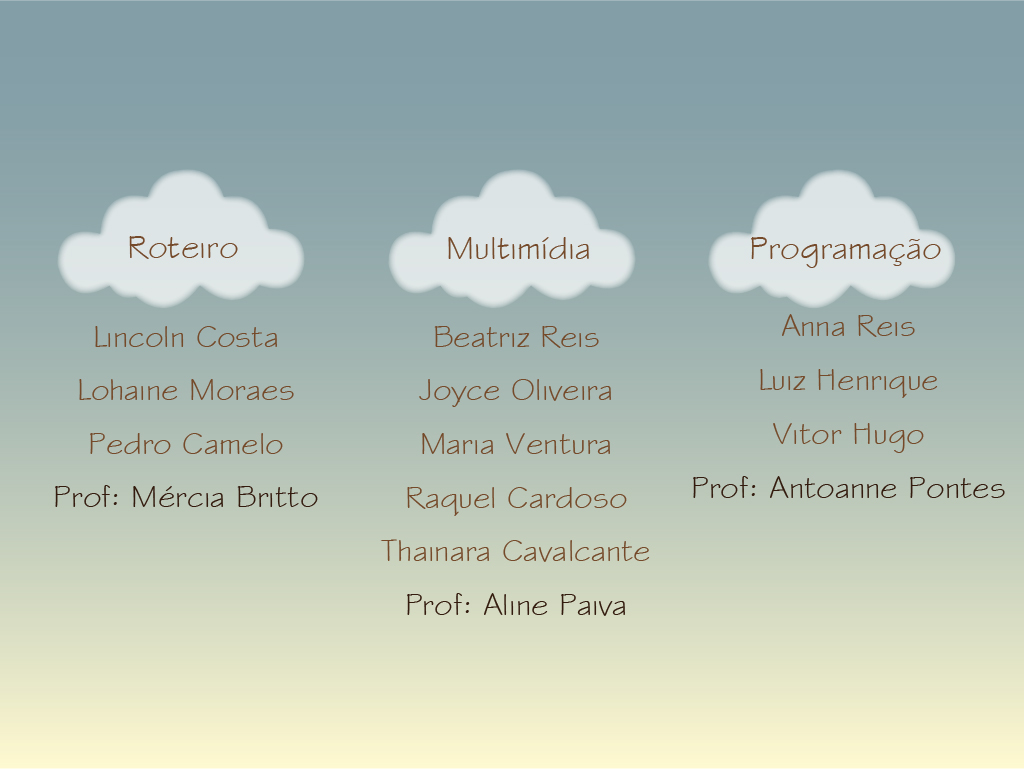 Roteiro
Lincoln Costa
Lohaine Moraes
Pedro Camelo
Prof: Mércia Britto
Multimídia
Beatriz Reis
Joyce Oliveira
Maria Ventura
Raquel Cardoso
Thainara Cavalcante
Prof: Aline Paiva
Programação
Anna Reis
Luiz Henrique
Vitor Hugo
Prof: Antoanne Pontes